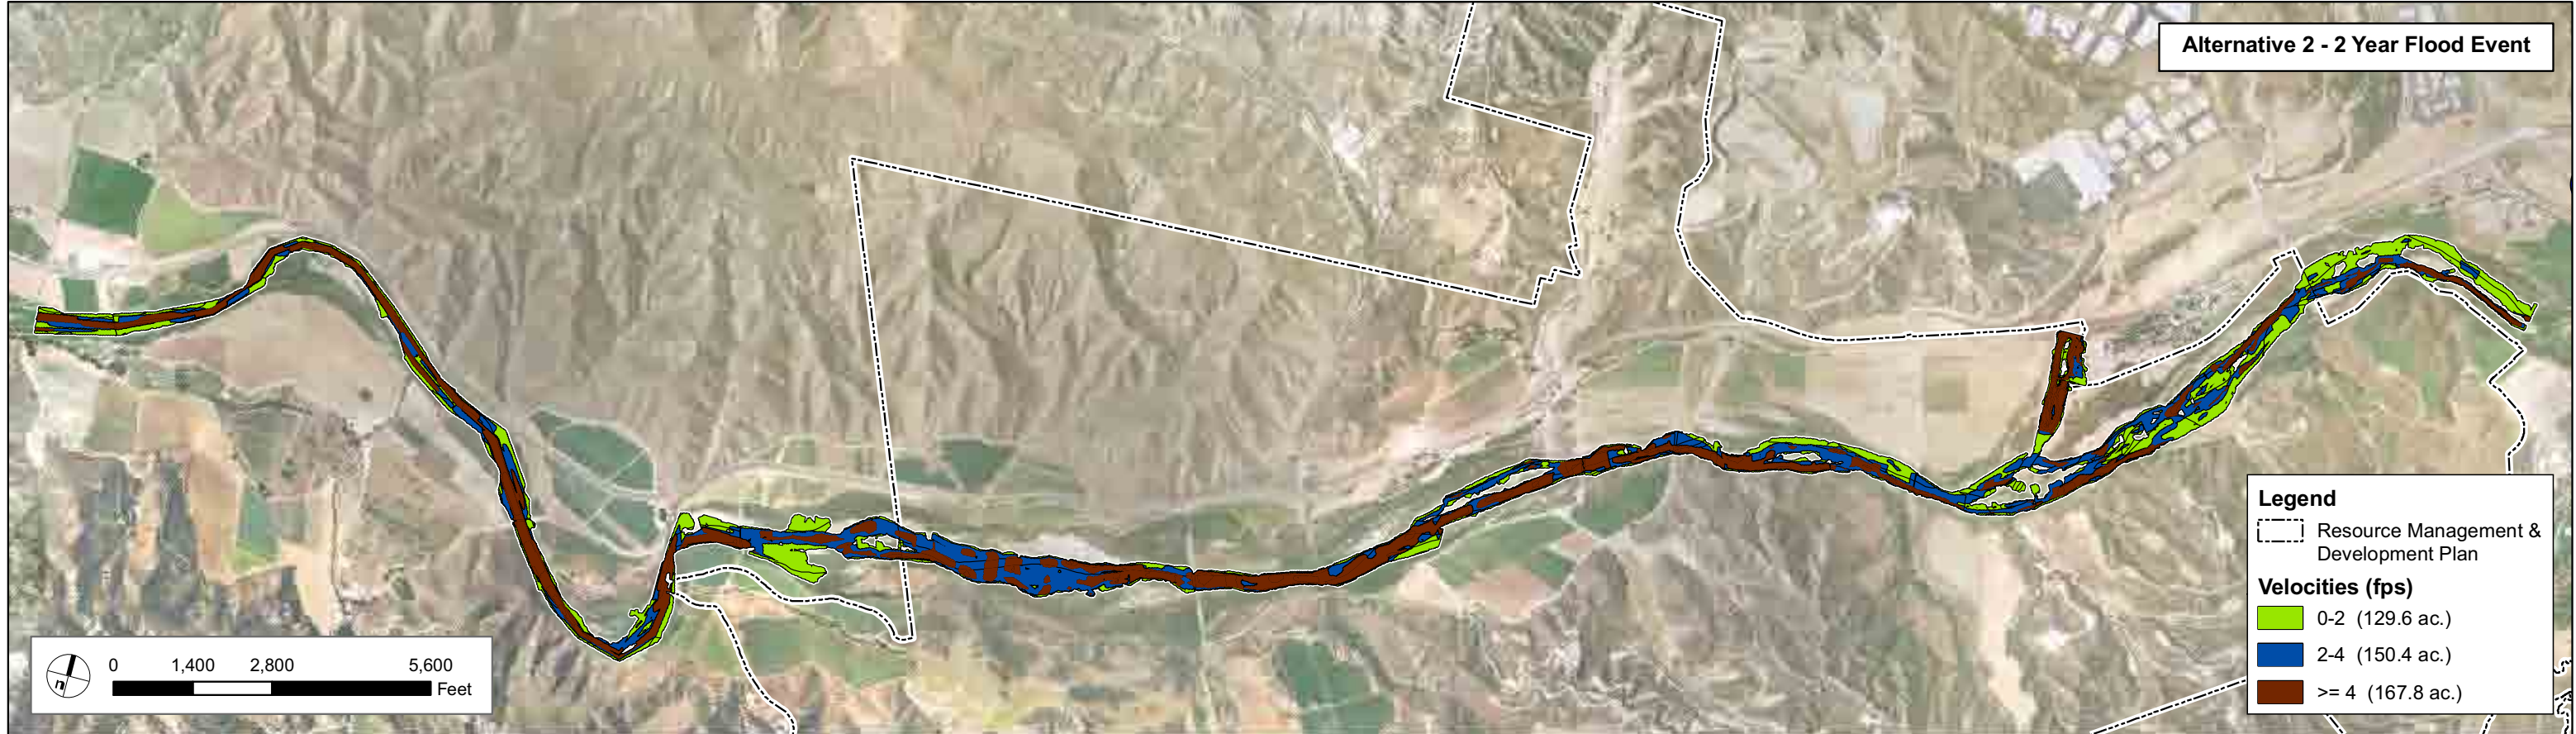 Alternative 2 - 2 Year Flood Event
Legend
Resource Management &
Development Plan
Velocities (fps)
0-2 (129.6 ac.)
2-4 (150.4 ac.)
>= 4 (167.8 ac.)
n
0 1,400 2,800 5,600
Feet